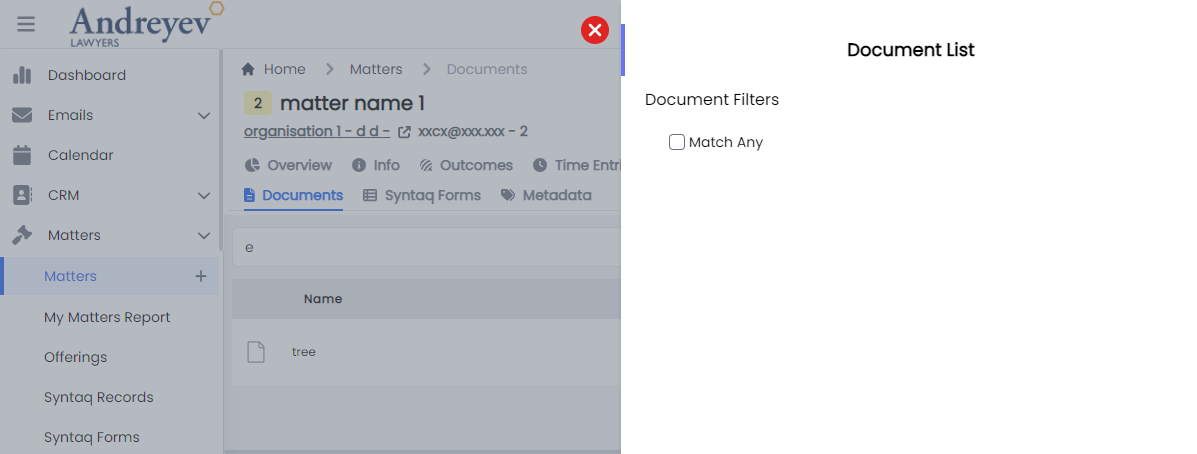 Andreyev
LAWYERS
Dashboard
Emails
Calendar
CRM
Matters
Matters +
My Matters Report
Offerings
Syntaq Records
Syntaq Forms
Home > Matters > Documents
2 matter name 1
organisation 1 - d d - xxcx@xxx.xxx - 2
Overview Info Outcomes Time Entri
Documents Syntaq Forms Metadata
e
Name
tree
Document List
Document Filters
Match Any